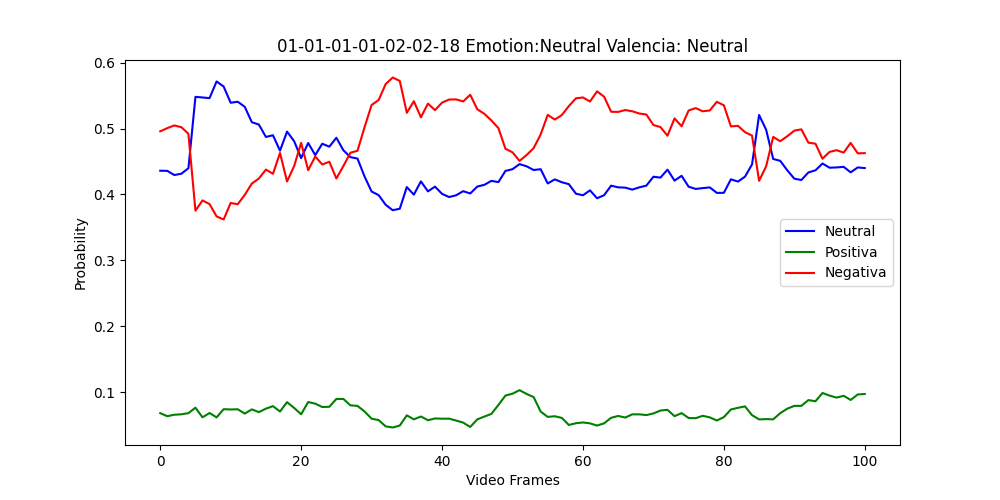 01-01-01-01-02-02-18 Emotion:Neutral Valencia: Neutral
0.6
0.5
0.4
0.3
0.2
0.1
Probability
Neutral
Positiva
Negativa
0 20 40 60 80 100
Video Frames